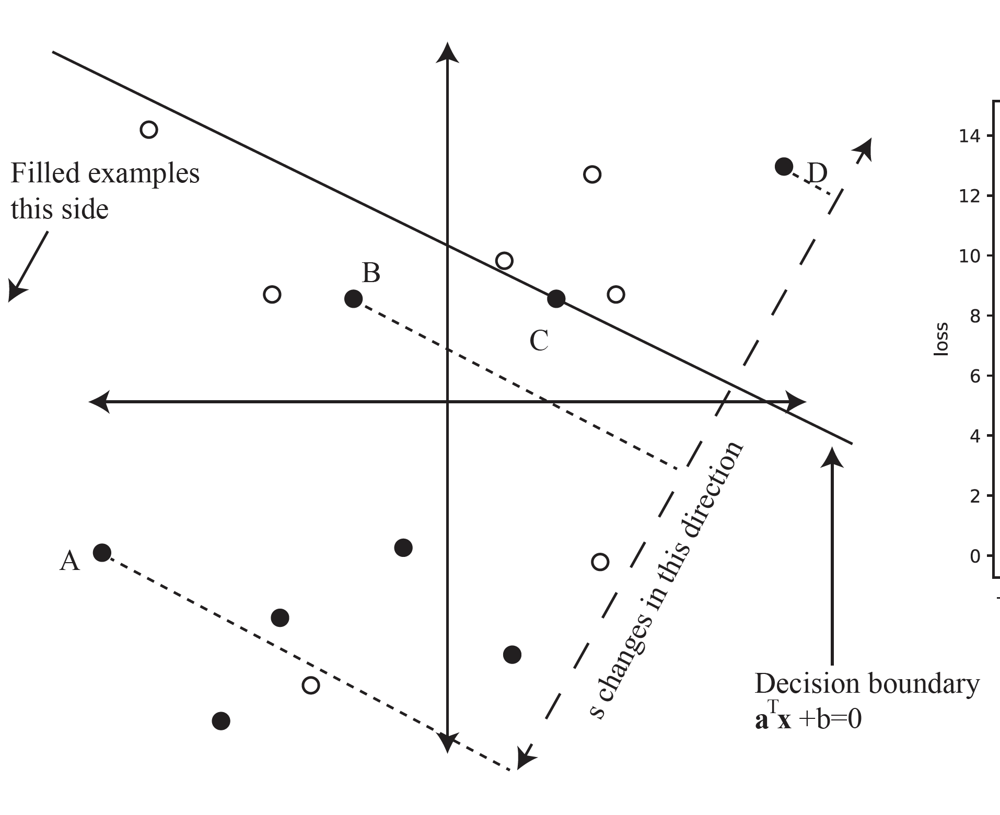 Filled examples
this side
A
B
C
D
s changes in this direction
Decision boundary
aᵀx +b=0
loss
14
12
10
8
6
4
2
0